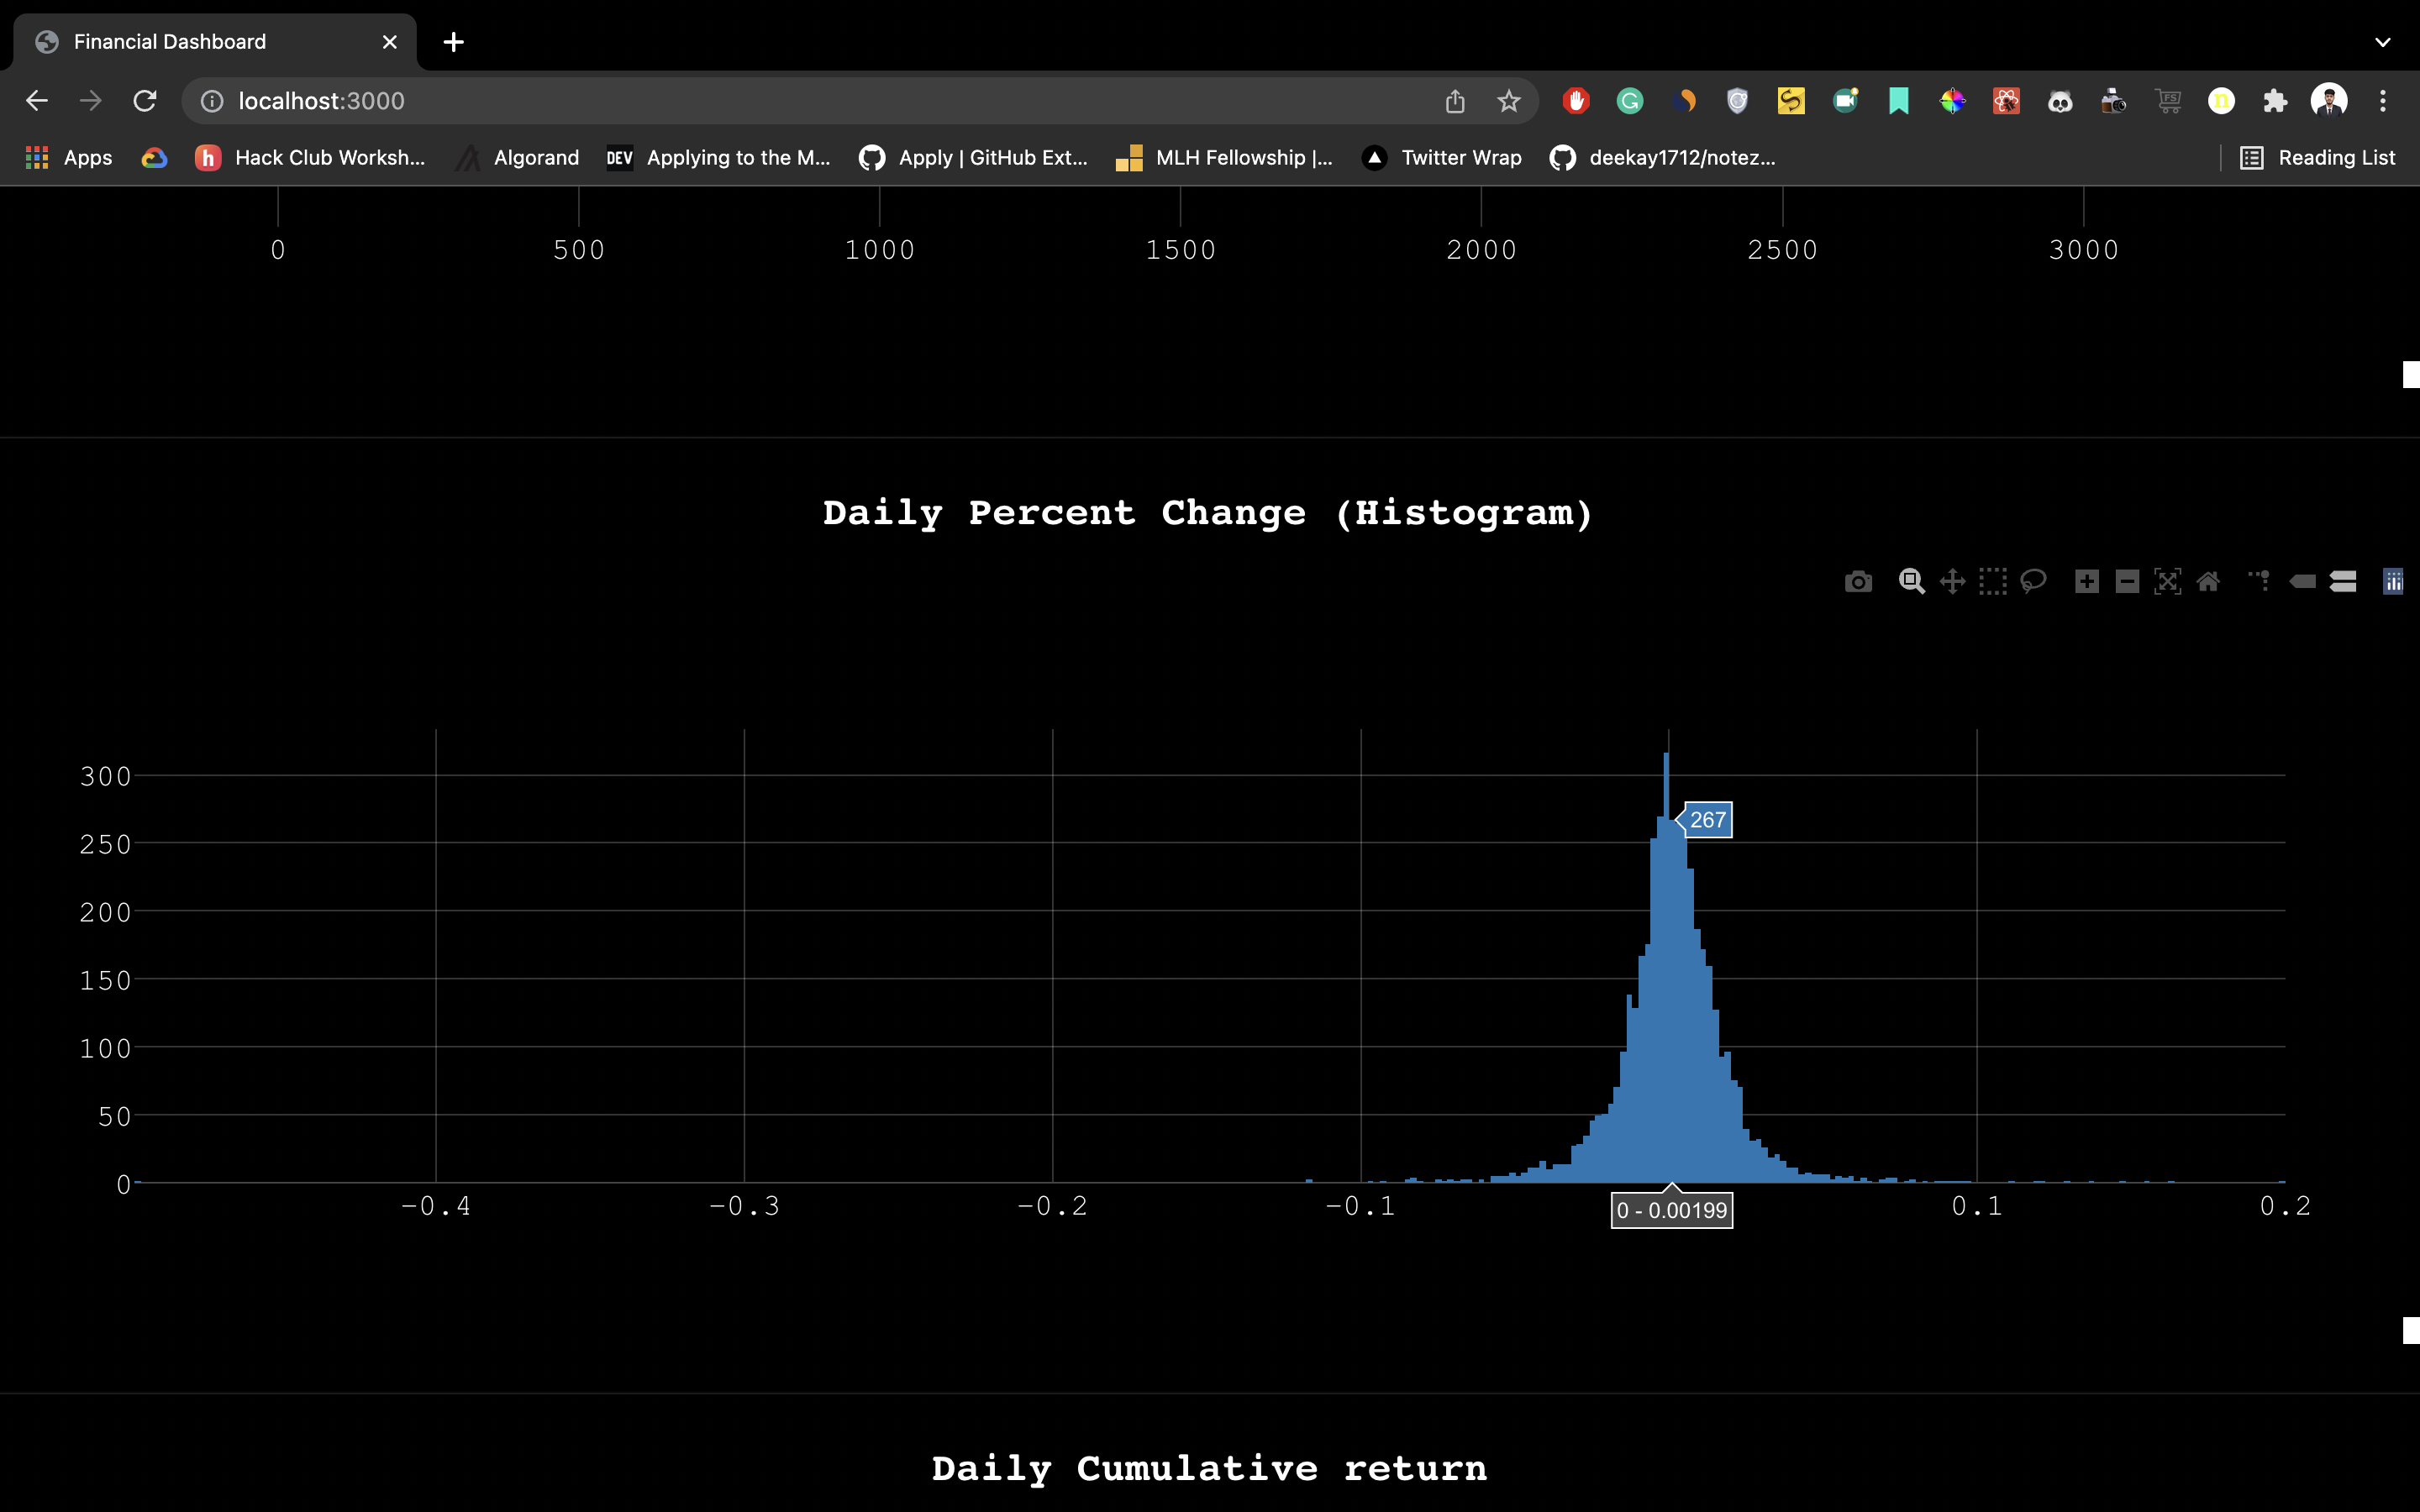 Financial Dashboard
localhost:3000
Apps
h
Hack Club Worksh...
Algorand
DEV
Applying to the M...
Apply | GitHub Ext...
MLH Fellowship |...
Twitter Wrap
deekay1712/notez...
Reading List
0 500 1000 1500 2000 2500 3000
Daily Percent Change (Histogram)
300
267
250
200
150
100
50
0
−0.4 −0.3 −0.2 −0.1 0 - 0.00199 0.1 0.2
Daily Cumulative return